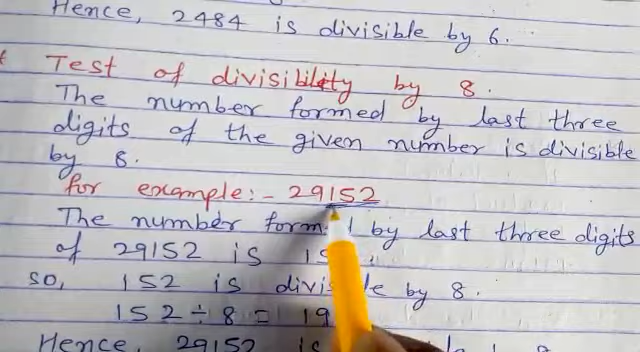 Hence, 2484 is divisible by 6.
Test of divisibility by 8.
The number formed by last three
digits of the given number is divisible
by 8.
for example:- 29152
The number form by last three digits
of 29152 is
so, 152 is by 8.
152 ÷ 8 = 19
Hence, 29152 is